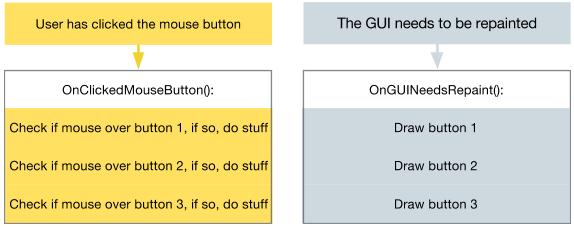 User has clicked the mouse button
OnClickedMouseButton():
Check if mouse over button 1, if so, do stuff
Check if mouse over button 2, if so, do stuff
Check if mouse over button 3, if so, do stuff
The GUI needs to be repainted
OnGUINeedsRepaint():
Draw button 1
Draw button 2
Draw button 3